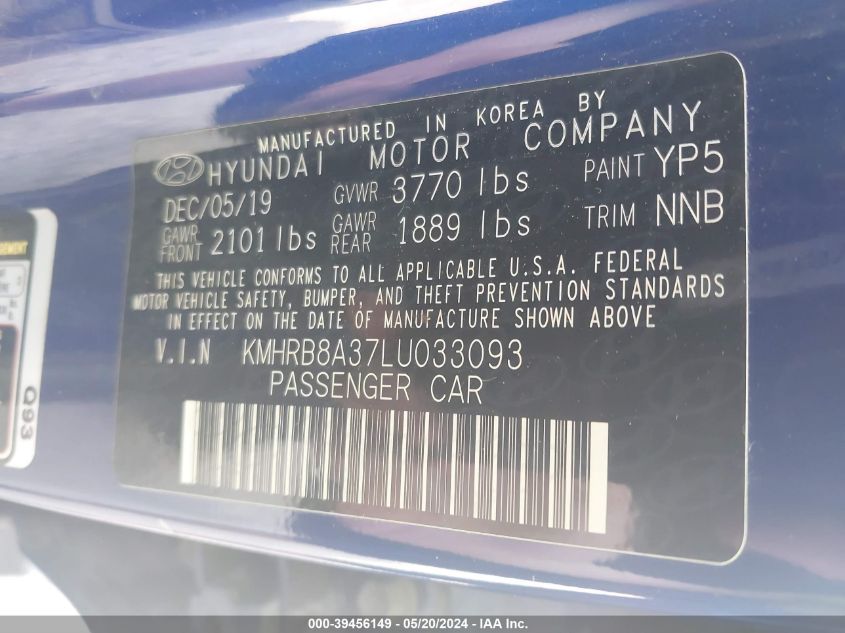 MANUFACTURED IN KOREA BY
HYUNDAI MOTOR COMPANY
DEC/05/19 GVWR 3770 lbs PAINT YP5
GAWR FRONT 2101 lbs GAWR REAR 1889 lbs TRIM NNB
THIS VEHICLE CONFORMS TO ALL APPLICABLE U.S.A. FEDERAL
MOTOR VEHICLE SAFETY, BUMPER, AND THEFT PREVENTION STANDARDS
IN EFFECT ON THE DATE OF MANUFACTURE SHOWN ABOVE
V.I.N KMHRB8A37LU033093
PASSENGER CAR
Q93
000-39456149 - 05/20/2024 - IAA Inc.